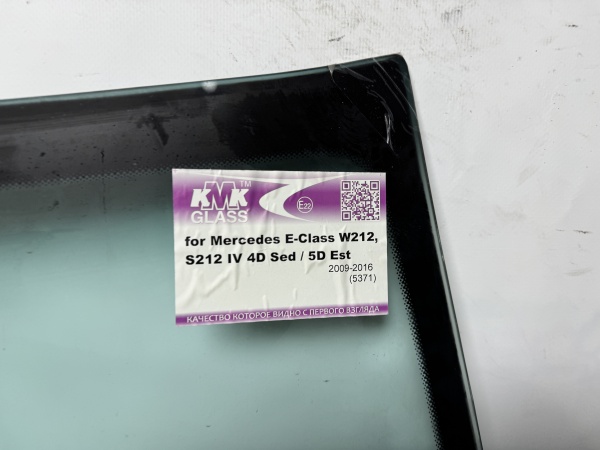 KMK™
GLASS
E22
for Mercedes E-Class W212,
S212 IV 4D Sed / 5D Est
2009-2016
(5371)
КАЧЕСТВО КОТОРОЕ ВИДНО С ПЕРВОГО ВЗГЛЯДА